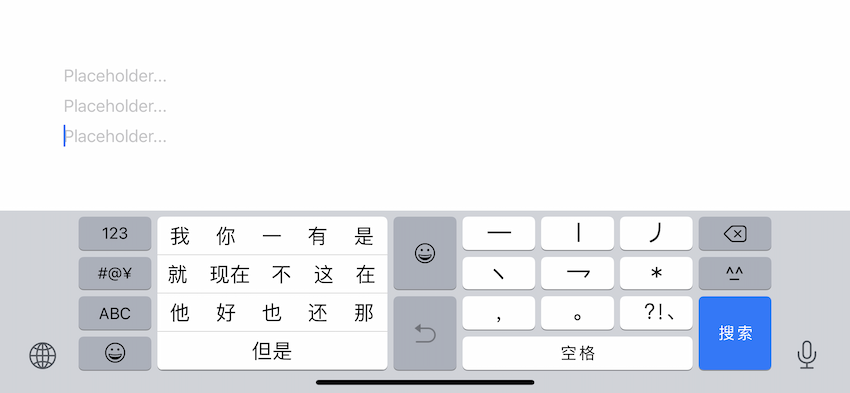 Placeholder...
Placeholder...
Placeholder...
123 我 你 一 有 是 一 丨 丿
#@¥ 就 现在 不 这 在 丶 乛 * ^^
ABC 他 好 也 还 那 , 。 ?!、 搜索
但是 空格